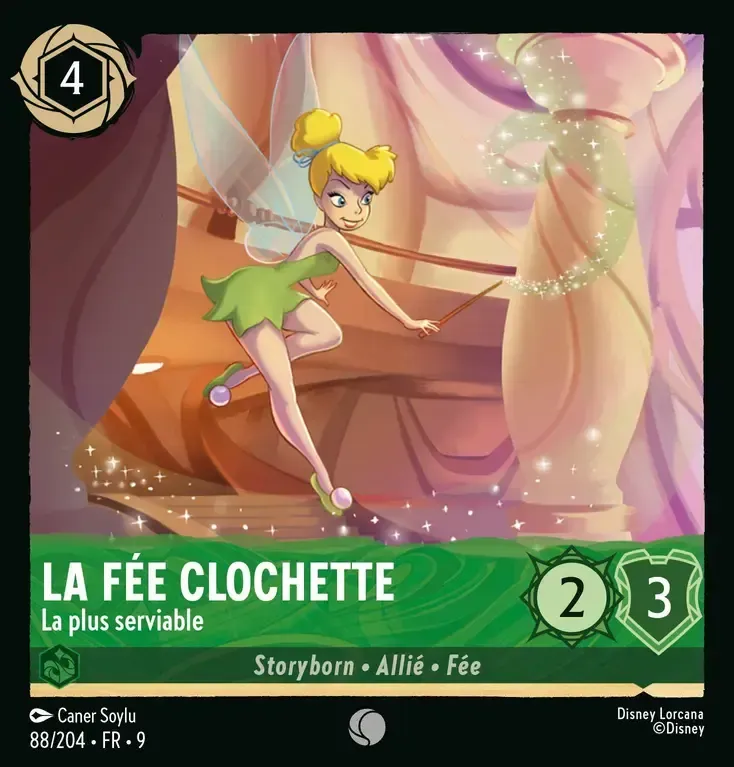 4
LA FÉE CLOCHETTE
La plus serviable
2
3
Storyborn • Allié • Fée
Caner Soylu
88/204 • FR • 9
Disney Lorcana
©Disney